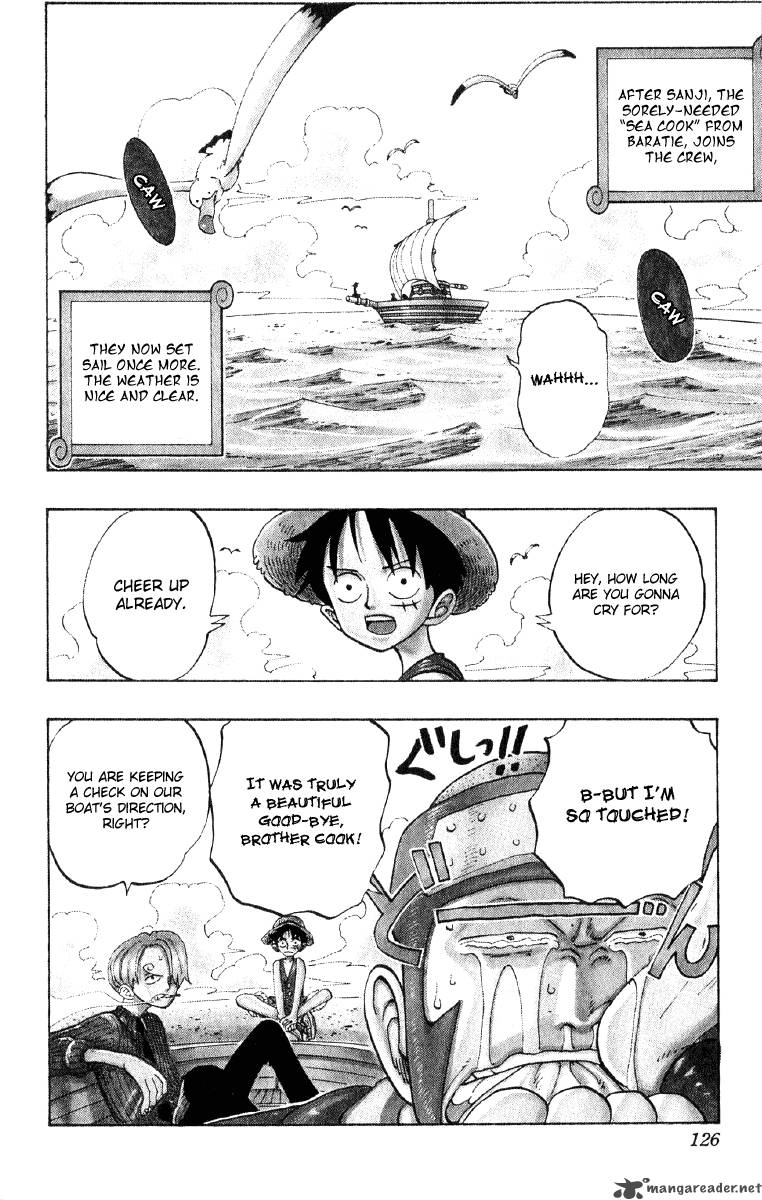 AFTER SANJI, THE
SORELY-NEEDED
"SEA COOK" FROM
BARATIE, JOINS
THE CREW,
CAW
CAW
THEY NOW SET
SAIL ONCE MORE.
THE WEATHER IS
NICE AND CLEAR.
WAHHH...
HEY, HOW LONG
ARE YOU GONNA
CRY FOR?
CHEER UP
ALREADY.
B-BUT I'M
SO TOUCHED!
ぐしっ!!
IT WAS TRULY
A BEAUTIFUL
GOOD-BYE,
BROTHER COOK!
YOU ARE KEEPING
A CHECK ON OUR
BOAT'S DIRECTION,
RIGHT?
126
mangareader.net